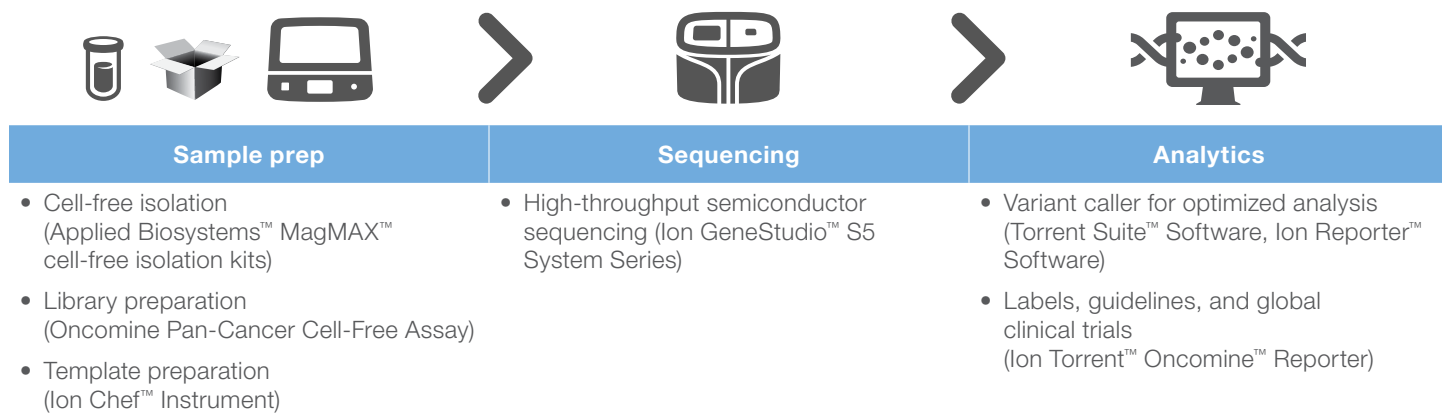 Sample prep
Sequencing
Analytics
• Cell-free isolation
(Applied Biosystems™ MagMAX™
cell-free isolation kits)
• Library preparation
(Oncomine Pan-Cancer Cell-Free Assay)
• Template preparation
(Ion Chef™ Instrument)
• High-throughput semiconductor
sequencing (Ion GeneStudio™ S5
System Series)
• Variant caller for optimized analysis
(Torrent Suite™ Software, Ion Reporter™
Software)
• Labels, guidelines, and global
clinical trials
(Ion Torrent™ Oncomine™ Reporter)